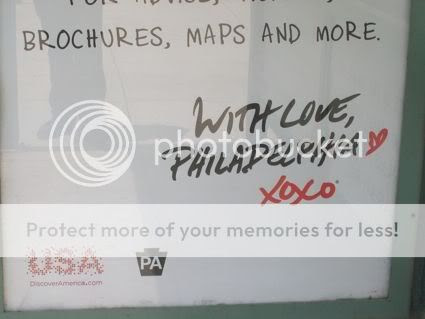 BROCHURES, MAPS AND MORE.
WITH LOVE,
PHILADELPHIA
XOXO
photobucket
Protect more of your memories for less!
USA
DiscoverAmerica.com
PA